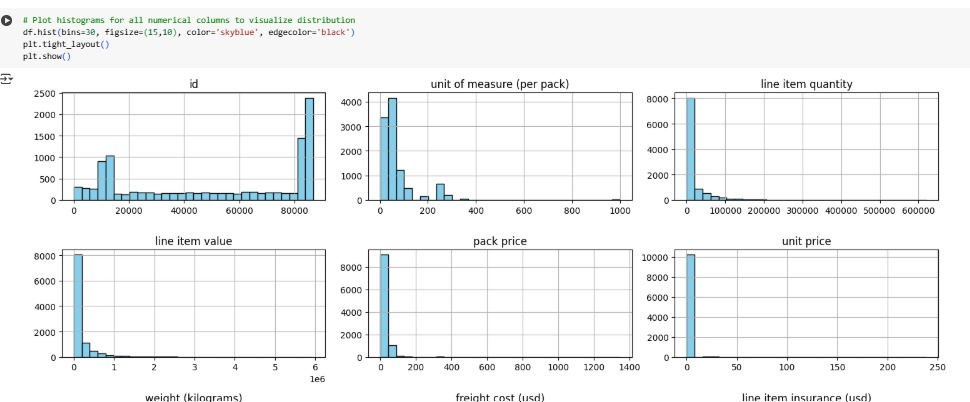 # Plot histograms for all numerical columns to visualize distribution
df.hist(bins=30, figsize=(15,10), color='skyblue', edgecolor='black')
plt.tight_layout()
plt.show()
id unit of measure (per pack) line item quantity
2500
2000
1500
1000
500
0
0 20000 40000 60000 80000
4000
3000
2000
1000
0
0 200 400 600 800 1000
8000
6000
4000
2000
0
0 100000 200000 300000 400000 500000 600000
line item value pack price unit price
8000
6000
4000
2000
0
0 1 2 3 4 5 6
1e6
8000
6000
4000
2000
0
0 200 400 600 800 1000 1200 1400
10000
8000
6000
4000
2000
0
0 50 100 150 200 250
weight (kilograms) freight cost (usd) line item insurance (usd)